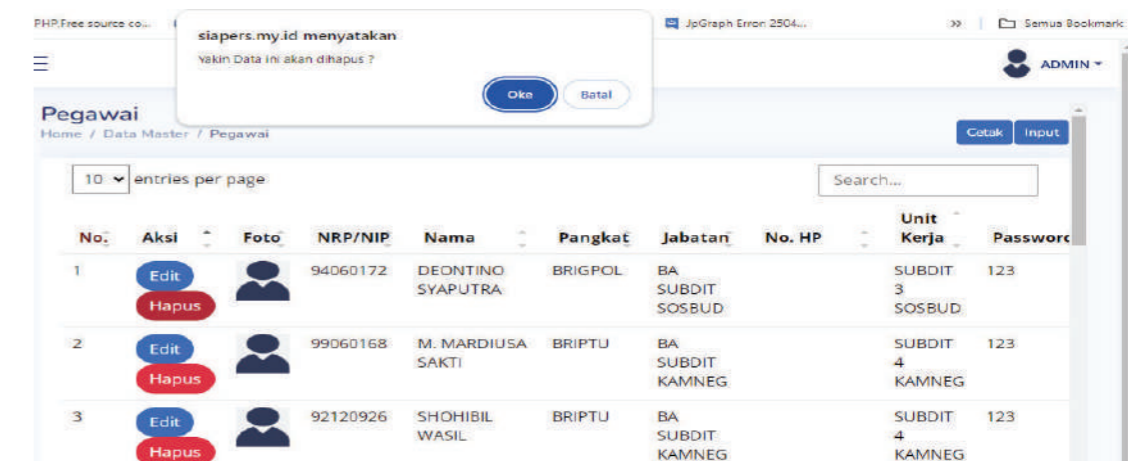 PHP,Free source co...
JpGraph Error: 2504...
»
Semua Bookmark
siapers.my.id menyatakan
Yakin Data ini akan dihapus ?
Oke
Batal
ADMIN
Pegawai
Home / Data Master / Pegawai
Cetak
Input
10 entries per page
Search...
No. Aksi Foto NRP/NIP Nama Pangkat Jabatan No. HP Unit Kerja Password
1 Edit Hapus 94060172 DEONTINO SYAPUTRA BRIGPOL BA SUBDIT SOSBUD SUBDIT 3 SOSBUD 123
2 Edit Hapus 99060168 M. MARDIUSA SAKTI BRIPTU BA SUBDIT KAMNEG SUBDIT 4 KAMNEG 123
3 Edit Hapus 92120926 SHOHIBIL WASIL BRIPTU BA SUBDIT KAMNEG SUBDIT 4 KAMNEG 123